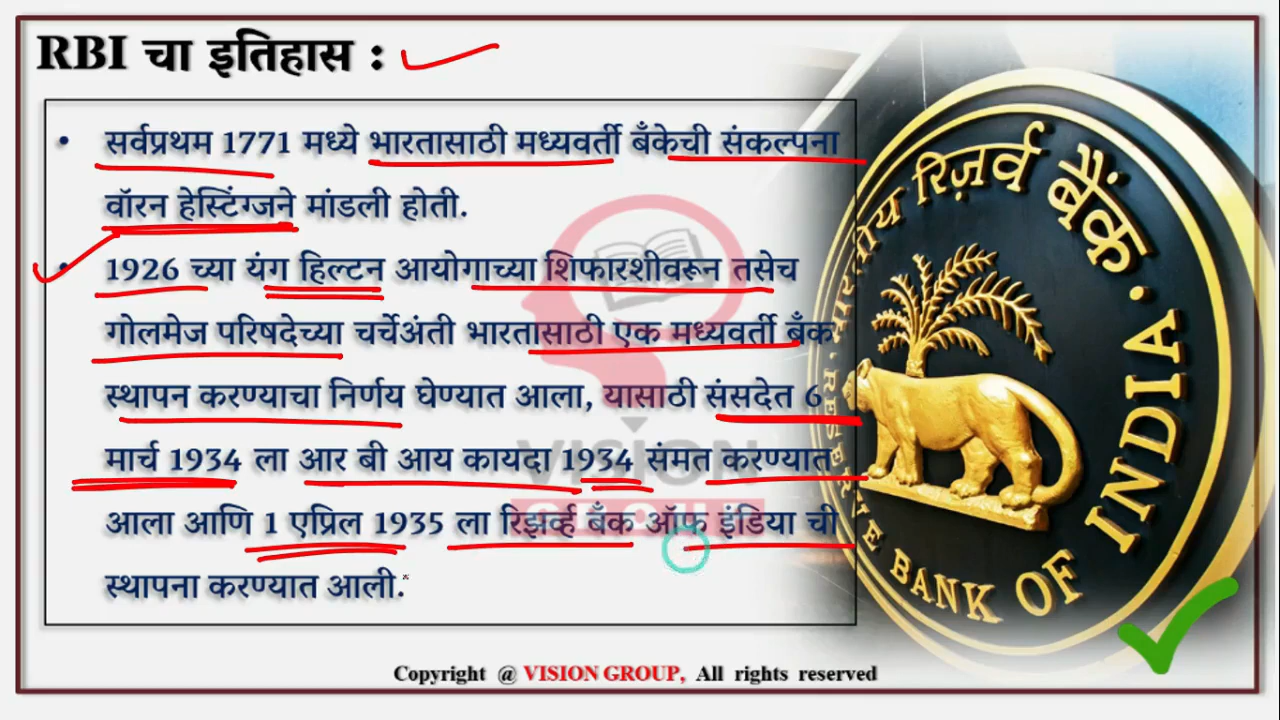 RBI चा इतिहास :
• सर्वप्रथम 1771 मध्ये भारतासाठी मध्यवर्ती बँकेची संकल्पना
वॉरन हेस्टिंग्जने मांडली होती.
• 1926 च्या यंग हिल्टन आयोगाच्या शिफारशीवरून तसेच
गोलमेज परिषदेच्या चर्चेअंती भारतासाठी एक मध्यवर्ती बँक
स्थापन करण्याचा निर्णय घेण्यात आला, यासाठी संसदेत 6
मार्च 1934 ला आर बी आय कायदा 1934 संमत करण्यात
आला आणि 1 एप्रिल 1935 ला रिझर्व्ह बँक ऑफ इंडिया ची
स्थापना करण्यात आली.
VISION
GROUP
भारतीय रिज़र्व बैंक
RESERVE BANK OF INDIA
Copyright @ VISION GROUP, All rights reserved